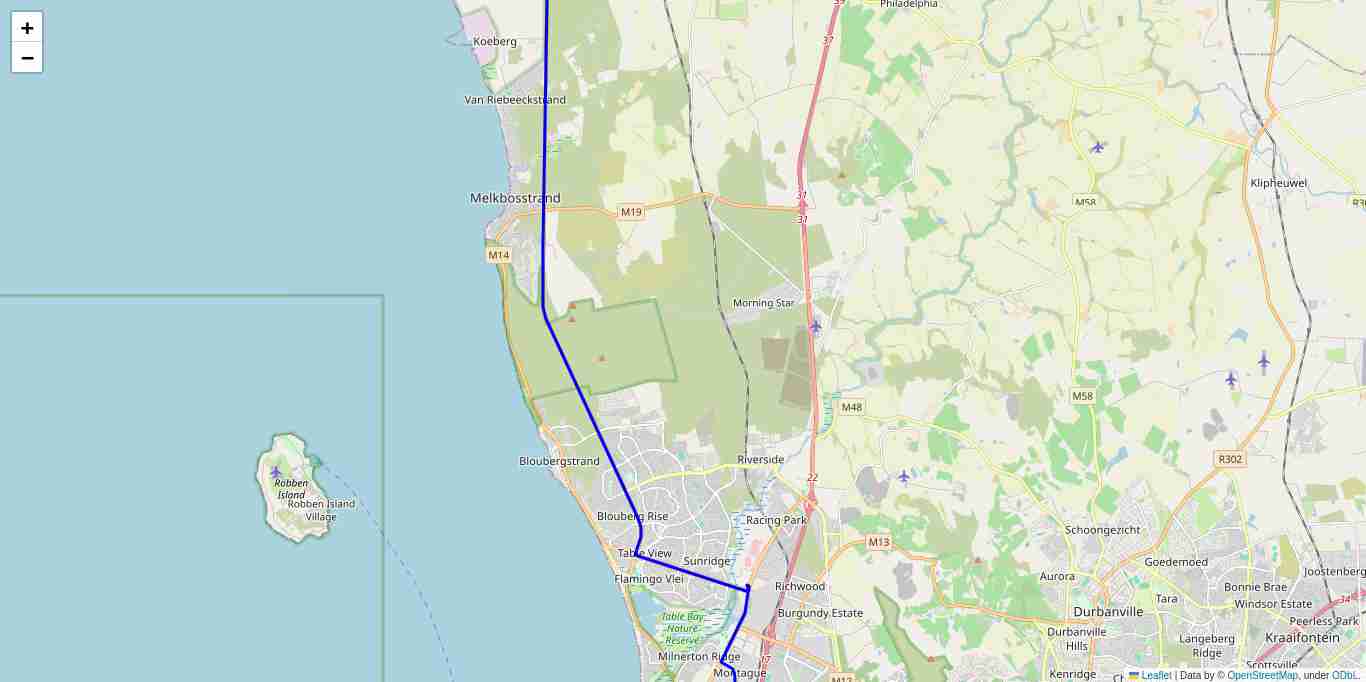 +
−
Philadelphia
33
37
Koeberg
Van Riebeeckstrand
Klipheuwel
Melkbosstrand
31
31
M19
M58
M14
Morning Star
M58
M48
Bloubergstrand
Riverside
R302
22
Robben
Island
Robben Island
Village
Blouberg Rise
Racing Park
Schoongezicht
M13
Table View
Sunridge
Goedemoed
Joostenberg
Flamingo Vlei
Richwood
Aurora
Bonnie Brae
Tara
Windsor Estate
34
Table Bay
Nature
Reserve
Burgundy Estate
Durbanville
Peerless Park
Durbanville
Hills
Langeberg
Ridge
Kraaifontein
Milnerton Ridge
17
Scottsville
Montague
M12
Kenridge
Leaflet | Data by © OpenStreetMap, under ODbL.